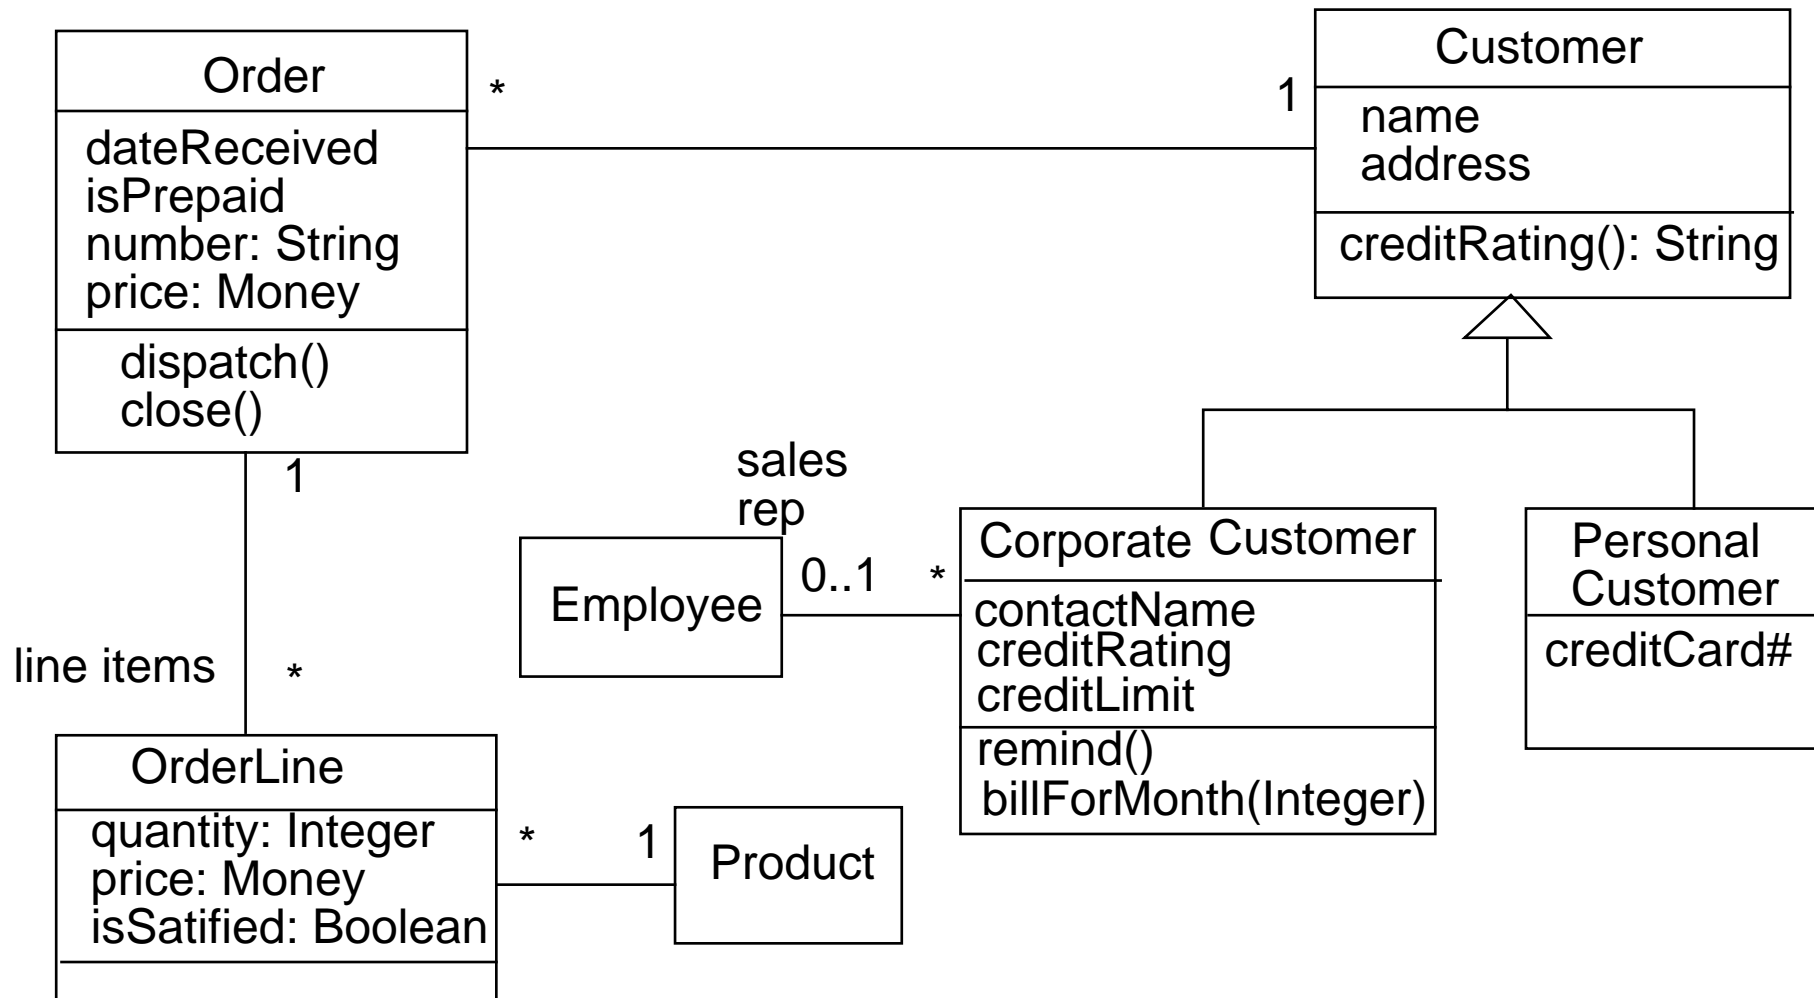 Order
*
1
Customer
dateReceived
isPrepaid
number: String
price: Money
name
address
creditRating(): String
dispatch()
close()
1
sales
rep
Employee
0..1
*
Corporate Customer
contactName
creditRating
creditLimit
remind()
billForMonth(Integer)
Personal
Customer
creditCard#
line items
*
OrderLine
quantity: Integer
price: Money
isSatified: Boolean
*
1
Product